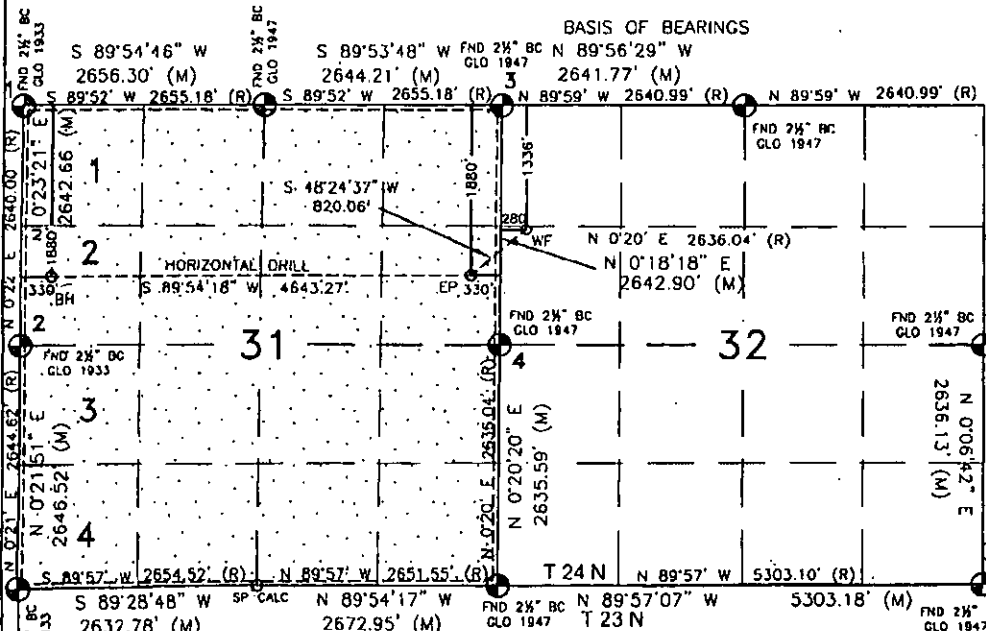 BASIS OF BEARINGS
FND 2½" BC
GLO 1933
S 89°54'46" W
2656.30' (M)
FND 2½" BC
GLO 1947
S 89°53'48" W
2644.21' (M)
FND 2½" BC
GLO 1947
N 89°56'29" W
2641.77' (M)
1
S 89°52' W 2655.18' (R)
S 89°52' W 2655.18' (R)
3
N 89°59' W 2640.99' (R)
N 89°59' W 2640.99' (R)
FND 2½" BC
GLO 1947
N 0°22' E 2640.00' (R)
N 0°23'21" E
2642.66' (M)
1
1880'
1336'
S 48°24'37" W
820.06'
280'
WF
N 0°20' E 2636.04' (R)
N 0°18'18" E
2642.90' (M)
2
1880'
HORIZONTAL DRILL
S 89°54'18" W 4643.27'
330'
BH
EP 330'
2
FND 2½" BC
GLO 1933
31
FND 2½" BC
GLO 1947
4
32
FND 2½" BC
GLO 1947
N 0°21' E 2644.62' (R)
N 0°21'51" E
2646.52' (M)
3
4
N 0°20' E 2636.04' (R)
N 0°20'20" E
2635.59' (M)
N 0°06'42" E
2636.13' (M)
S 89°57' W 2654.52' (R)
N 89°57' W 2651.55' (R)
T 24 N
N 89°57' W 5303.10' (R)
S 89°28'48" W
2632.78' (M)
SP CALC
N 89°54'17" W
2672.95' (M)
FND 2½" BC
GLO 1947
T 23 N
N 89°57'07" W 5303.18' (M)
FND 2½"
GLO 1947
BC
33